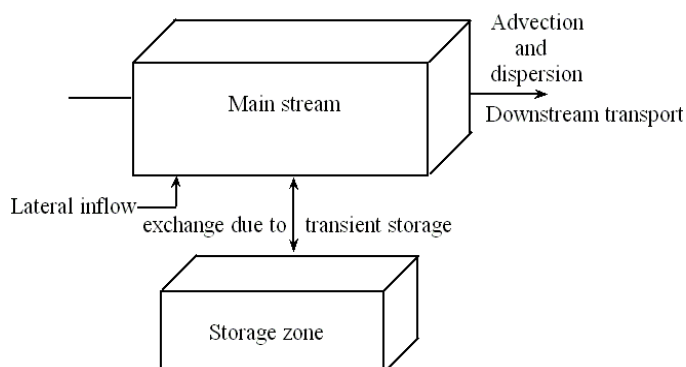 Advection
and
dispersion
Main stream
Downstream transport
Lateral inflow
exchange due to transient storage
Storage zone